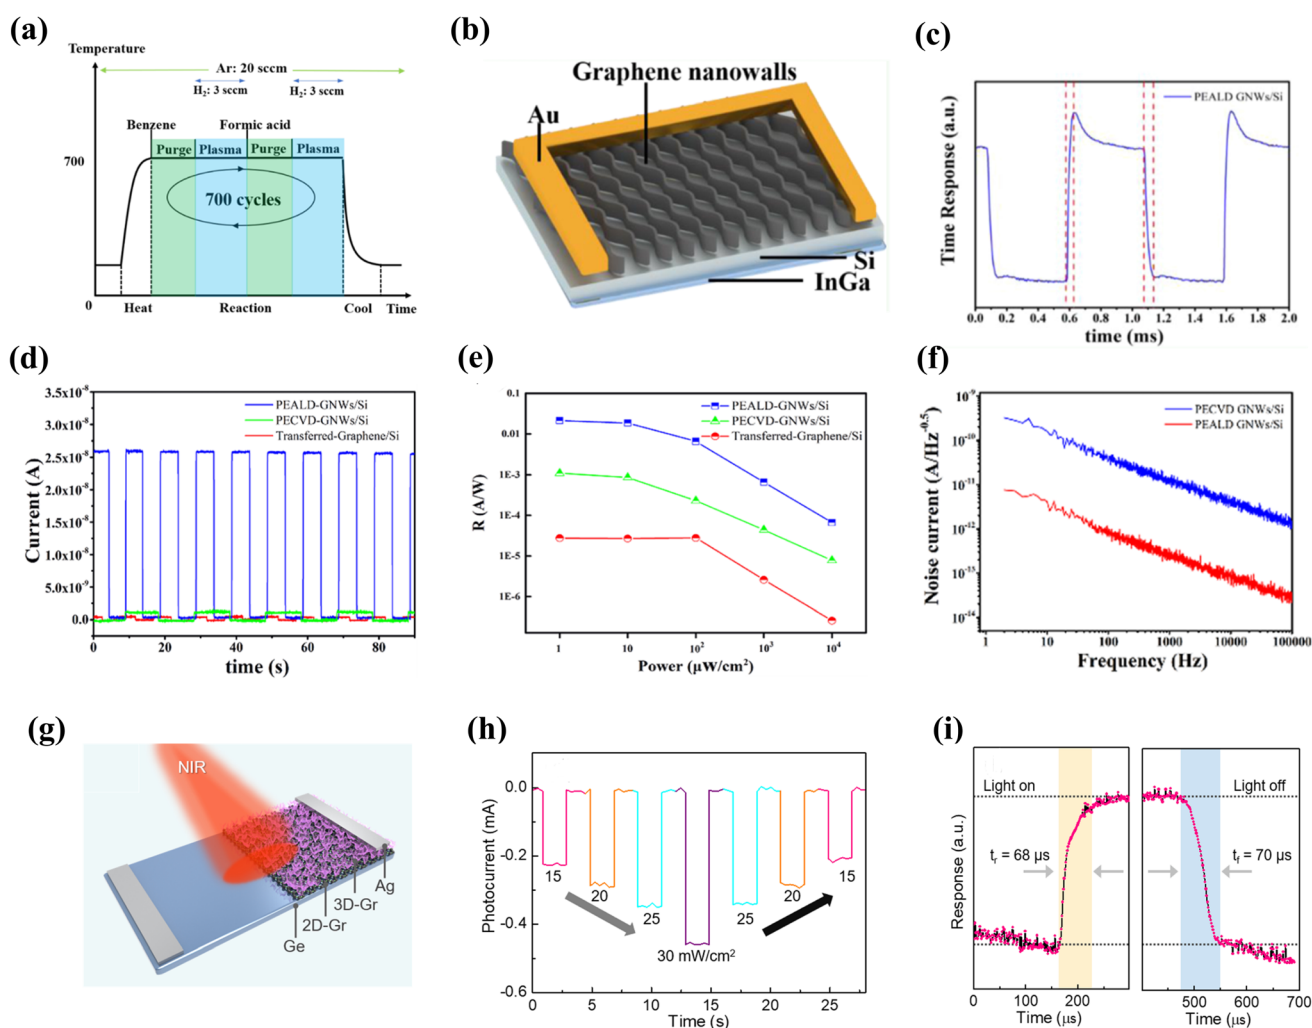 (a)
Temperature
Ar: 20 sccm
H₂: 3 sccm
H₂: 3 sccm
Benzene
Formic acid
Purge
Plasma
Purge
Plasma
700
700 cycles
0
Heat
Reaction
Cool
Time
(b)
Graphene nanowalls
Au
Si
InGa
(c)
PEALD GNWs/Si
Time Response (a.u.)
0.0 0.2 0.4 0.6 0.8 1.0 1.2 1.4 1.6 1.8 2.0
time (ms)
(d)
3.5x10⁻⁸
3.0x10⁻⁸
2.5x10⁻⁸
2.0x10⁻⁸
1.5x10⁻⁸
1.0x10⁻⁸
5.0x10⁻⁹
0.0
Current (A)
PEALD-GNWs/Si
PECVD-GNWs/Si
Transferred-Graphene/Si
0 20 40 60 80
time (s)
(e)
0.1
0.01
1E-3
1E-4
1E-5
1E-6
R (A/W)
PEALD-GNWs/Si
PECVD-GNWs/Si
Transferred-Graphene/Si
1 10 10² 10³ 10⁴
Power (μW/cm²)
(f)
10⁻⁹
10⁻¹⁰
10⁻¹¹
10⁻¹²
10⁻¹³
10⁻¹⁴
Noise current (A/Hz⁻⁰·⁵)
PECVD GNWs/Si
PEALD GNWs/Si
1 10 100 1000 10000 100000
Frequency (Hz)
(g)
NIR
Ag
3D-Gr
2D-Gr
Ge
(h)
0.0
-0.2
-0.4
-0.6
Photocurrent (mA)
15
20
25
30 mW/cm²
25
20
15
0 5 10 15 20 25
Time (s)
(i)
Response (a.u.)
Light on
tᵣ = 68 μs
0 200
Time (μs)
Light off
t_f = 70 μs
500 600 700
Time (μs)